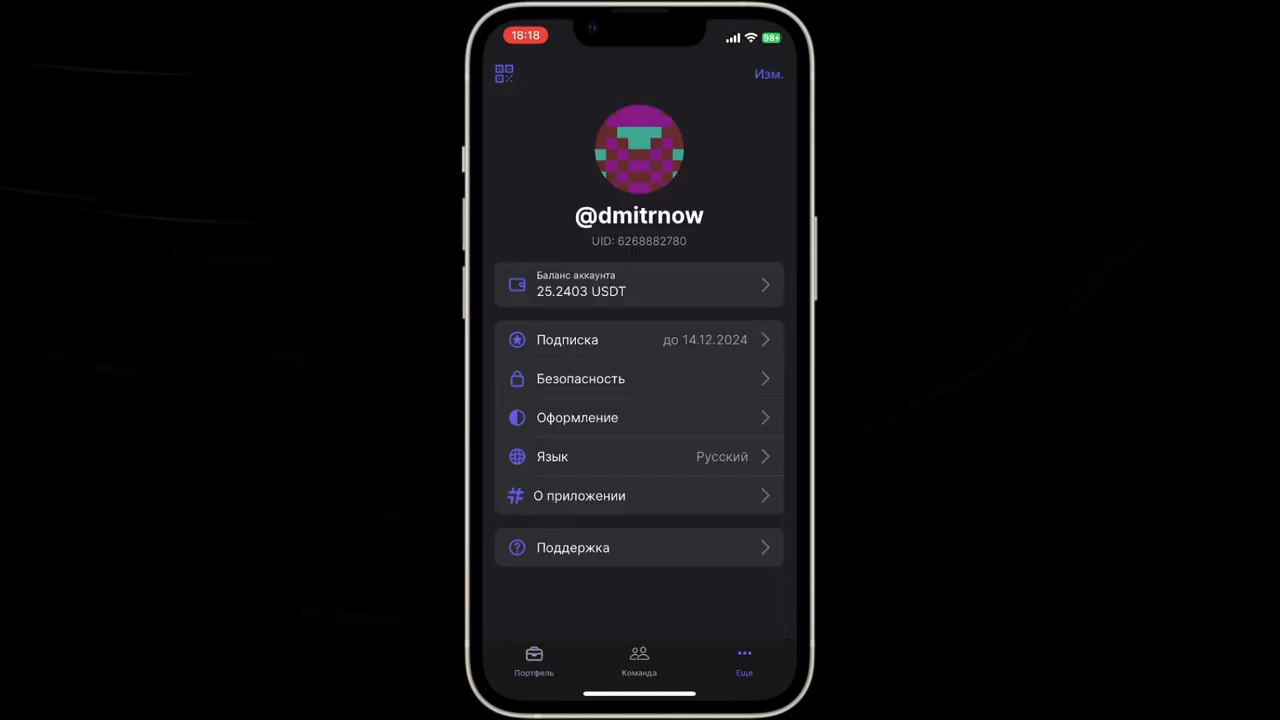 18:18
98
Изм.
@dmitrnow
UID: 6268882780
Баланс аккаунта
25.2403 USDT
Подписка до 14.12.2024
Безопасность
Оформление
Язык Русский
О приложении
Поддержка
Портфель Команда Еще